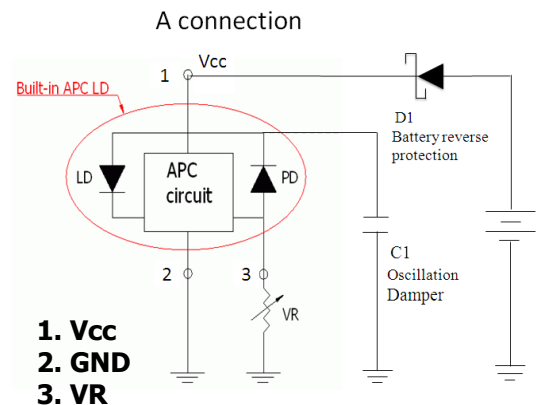 A connection
1
Vcc
Built-in APC LD
D1
Battery reverse
protection
LD
APC
circuit
PD
C1
Oscillation
Damper
2
3
VR
1. Vcc
2. GND
3. VR